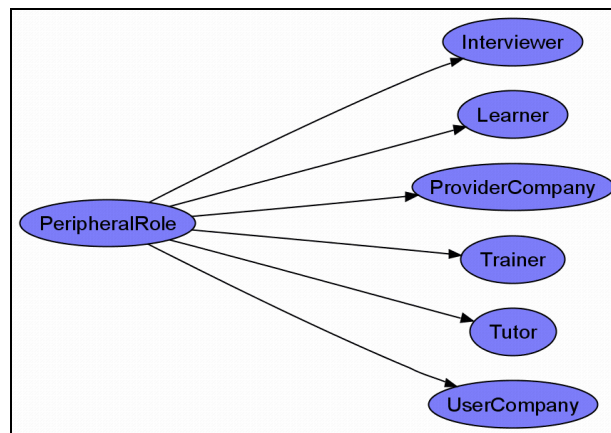 Interviewer
Learner
ProviderCompany
PeripheralRole
Trainer
Tutor
UserCompany